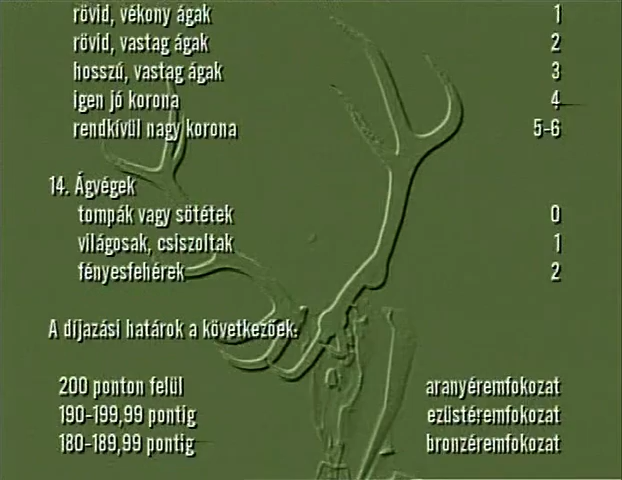 rövid, vékony ágak 1
rövid, vastag ágak 2
hosszú, vastag ágak 3
igen jó korona 4
rendkívül nagy korona 5-6
14. Ágvégek
tompák vagy sötétek 0
világosak, csiszoltak 1
fényesfehérek 2
A díjazási határok a következőek:
200 ponton felül aranyéremfokozat
190-199,99 pontig ezüstéremfokozat
180-189,99 pontig bronzéremfokozat